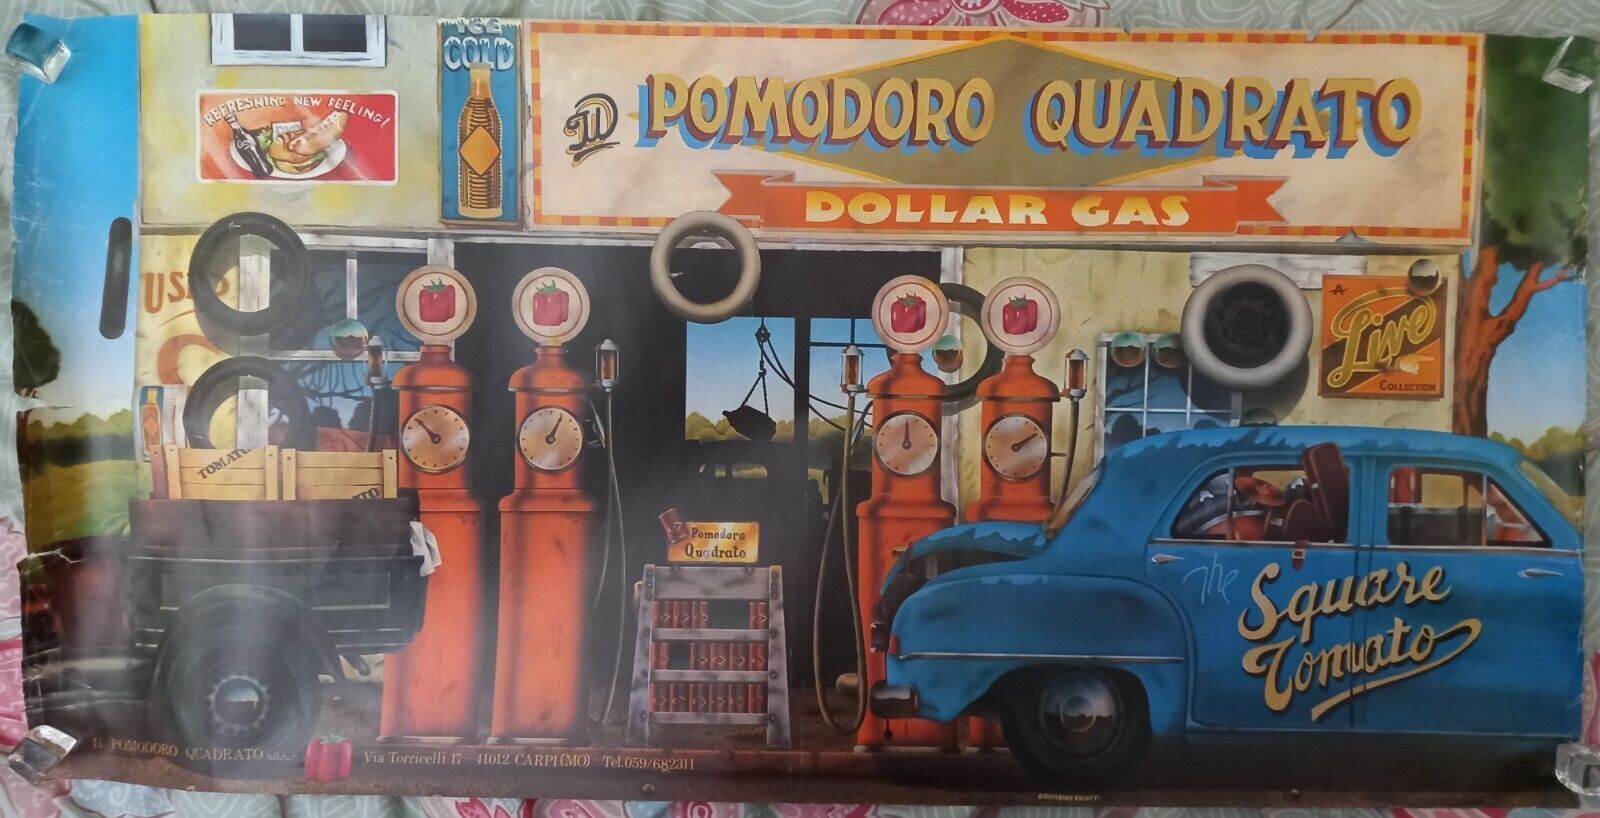 ICE
COLD
REFRESHING NEW FEELING!
Il POMODORO QUADRATO
DOLLAR GAS
USED
A
Live
COLLECTION
TOMATO
Pomodoro
Quadrato
The
Square
Tomato
Il POMODORO QUADRATO s.a.s.
Via Torricelli 17 - 41012 CARPI (MO) - Tel.059/682311